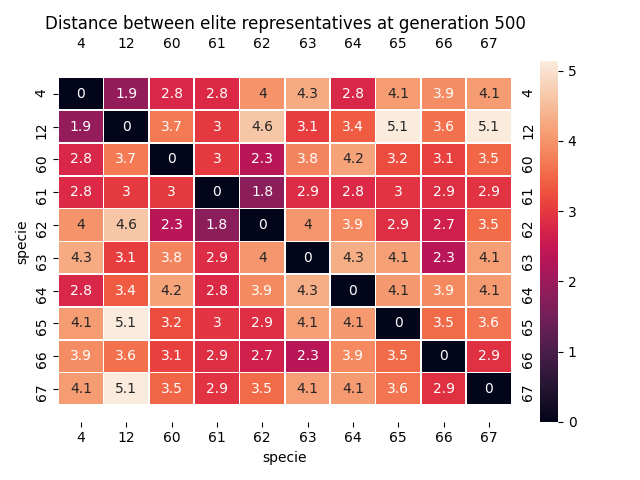 Distance between elite representatives at generation 500
4 12 60 61 62 63 64 65 66 67
4 0 1.9 2.8 2.8 4 4.3 2.8 4.1 3.9 4.1 4
12 1.9 0 3.7 3 4.6 3.1 3.4 5.1 3.6 5.1 12
60 2.8 3.7 0 3 2.3 3.8 4.2 3.2 3.1 3.5 60
61 2.8 3 3 0 1.8 2.9 2.8 3 2.9 2.9 61
62 4 4.6 2.3 1.8 0 4 3.9 2.9 2.7 3.5 62
63 4.3 3.1 3.8 2.9 4 0 4.3 4.1 2.3 4.1 63
64 2.8 3.4 4.2 2.8 3.9 4.3 0 4.1 3.9 4.1 64
65 4.1 5.1 3.2 3 2.9 4.1 4.1 0 3.5 3.6 65
66 3.9 3.6 3.1 2.9 2.7 2.3 3.9 3.5 0 2.9 66
67 4.1 5.1 3.5 2.9 3.5 4.1 4.1 3.6 2.9 0 67
4 12 60 61 62 63 64 65 66 67
specie
specie
5
4
3
2
1
0